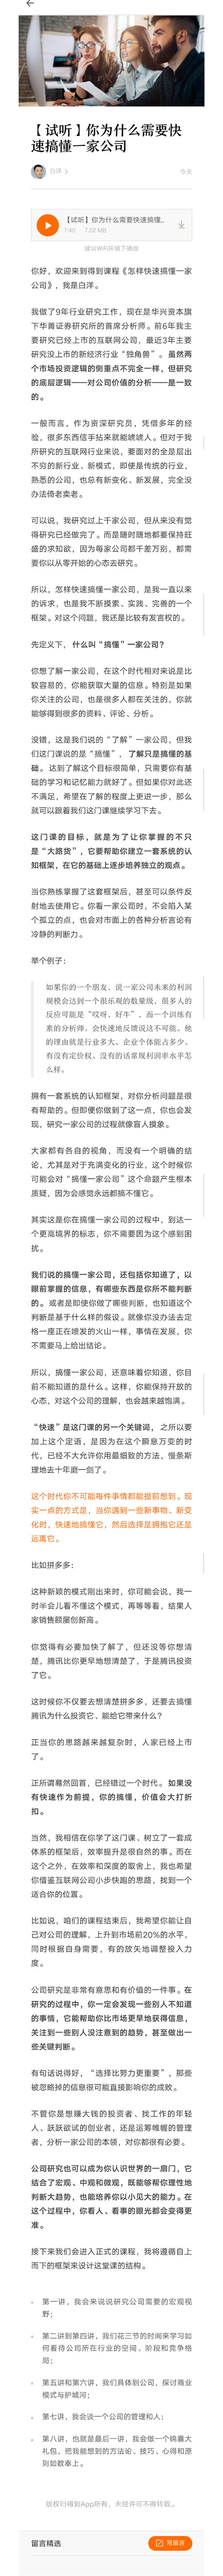 【试听】你为什么需要快
速搞懂一家公司
白洋
今天
【试听】你为什么需要快速搞懂...
7:40 7.02 MB
建议WiFi环境下播放
你好，欢迎来到得到课程《怎样快速搞懂一家
公司》，我是白洋。
我做了9年行业研究工作，现在是华兴资本旗
下华菁证券研究所的首席分析师。前6年我主
要研究已经上市的互联网公司，最近3年主要
研究没上市的新经济行业“独角兽”。虽然两
个市场投资逻辑的侧重点不完全一样，但研究
的底层逻辑——对公司价值的分析——是一致
的。
一般而言，作为资深研究员，凭借多年的经
验，很多东西信手拈来就能唬唬人。但对于我
所研究的互联网行业来说，要面对的全是层出
不穷的新行业、新模式，即使是传统的行业，
熟悉的公司，也总有新变化、新发展，完全没
办法倚老卖老。
可以说，我研究过上千家公司，但从来没有觉
得研究已经做完了。而是随时随地都要保持旺
盛的求知欲，因为每家公司都千差万别，都需
要你以从零开始的心态去研究。
所以，怎样快速搞懂一家公司，是我一直以来
的诉求，也是我不断摸索、实践、完善的一个
框架。对这个问题，我还是比较有发言权的。
先定义下，什么叫“搞懂”一家公司？
你想了解一家公司，在这个时代相对来说是比
较容易的，你能获取大量的信息。特别是如果
你关注的公司，也是很多人都在关注的，你就
能够得到很多的资料、评论、分析。
没错，这是我们说的“了解”一家公司，但我
们这门课说的是“搞懂”，了解只是搞懂的基
础。达到了解这个目标很简单，只需要你有基
础的学习和记忆能力就好了。但如果你对此还
不满足，希望在了解的程度上更进一步，那么
就可以跟着我们这门课继续学习下去。
这门课的目标，就是为了让你掌握的不只
是“大路货”，它要帮助你建立一套系统的认
知框架，在它的基础上逐步培养独立的观点。
当你熟练掌握了这套框架后，甚至可以条件反
射地去使用它。你看一家公司时，不会陷入某
个孤立的点，也会对市面上的各种分析言论有
冷静的判断力。
举个例子：
如果你的一个朋友，说一家公司未来的利润
规模会达到一个很乐观的数量级，很多人的
反应可能是“哎呀、好牛”，而一个训练有
素的分析师，会快速地反馈说这不可能。他
的理由就是行业多大、企业个体能占多少、
有没有定价权、没有的话常规利润率水平怎
么样。
拥有一套系统的认知框架，对你分析问题是很
有帮助的。但即便你做到了这一点，你也会发
现，研究一家公司的过程就像盲人摸象。
大家都有各自的视角，而没有一个明确的结
论，尤其是对于充满变化的行业，这个时候你
可能会对“搞懂一家公司”这个命题产生根本
质疑，因为会感觉永远都搞不懂它。
其实这是你在搞懂一家公司的过程中，到达一
个更高境界的标志，你不需要因为这个感到困
扰。
我们说的搞懂一家公司，还包括你知道了，以
眼前掌握的信息，有哪些东西是你所不能判断
的。或者是即使你做了哪些判断，也知道这个
判断是基于什么样的假设。就像你没办法去定
格一座正在喷发的火山一样，事情在发展，你
不需要马上给出结论。
所以，搞懂一家公司，还意味着你知道，你目
前不能知道的是什么。这样，你能保持开放的
心态，对这个公司的理解，也会越来越饱满。
“快速”是这门课的另一个关键词，之所以要
加上这个定语，是因为在这个瞬息万变的时
代，已经不大允许你用最细致的方法，慢条斯
理地去十年磨一剑了。
这个时代你不可能每件事情都能提前想到。现
实一点的方式是，当你遇到一些新事物、新变
化时，快速地搞懂它，然后选择是拥抱它还是
远离它。
比如拼多多：
这种新颖的模式刚出来时，你可能会说，我一
时半会儿看不懂这个模式，再等等看，结果人
家销售额屡创新高。
你觉得有必要加快了解了，但还没等你想清
楚，腾讯比你更早地想清楚了，于是腾讯投资
了它。
这时候你不仅要去想清楚拼多多，还要去搞懂
腾讯为什么投资它、能给它带来什么？
正当你的思路越来越复杂时，人家已经上市
了。
正所谓蓦然回首，已经错过一个时代。如果没
有快速作为前提，你的搞懂，价值会大打折
扣。
当然，我相信在你学了这门课、树立了一套成
体系的框架后，效率提升是很自然的事。而在
这个之外，在效率和深度的取舍上，我也希望
你借鉴互联网公司小步快跑的思路，找到一个
适合你的位置。
比如说，咱们的课程结束后，我希望你能让自
己对公司的理解，上升到市场前20%的水平，
同时根据自身需要，有的放矢地调整投入力
度。
公司研究是非常有意思和有价值的一件事。在
研究的过程中，你一定会发现一些别人不知道
的事情，它能帮助你比市场更早地获得信息，
关注到一些别人没注意到的趋势，甚至做出一
些关键判断。
有句话说得好，“选择比努力更重要”，那些
被忽略掉的信息很可能直接影响你的成败。
不管你是想赚大钱的投资者、找工作的年轻
人、跃跃欲试的创业者，还是运筹帷幄的管理
者，分析一家公司的本领，对你都很有必要。
公司研究也可以成为你认识世界的一扇门，它
结合了宏观、中观和微观，既能够帮你理性地
判断大趋势，也能培养你以小见大的能力。在
这个过程中，你看人、看事的眼光都会变得更
准。
接下来我们会进入正式的课程，我将遵循自上
而下的框架来设计这堂课的结构。
第一讲，我会来说说研究公司需要的宏观视
野；
第二讲到第四讲，我们花三节的时间来学习如
何看待公司所在行业的空间、阶段和竞争格
局；
第五讲和第六讲，我们具体到公司，探讨商业
模式与护城河；
第七讲，我会谈一个公司的管理和人；
第八讲，也就是最后一讲，我会做一个锦囊大
礼包，把我能想到的方法论、技巧、心得和原
则如数奉上。
版权归得到App所有，未经许可不得转载。
留言精选
写留言